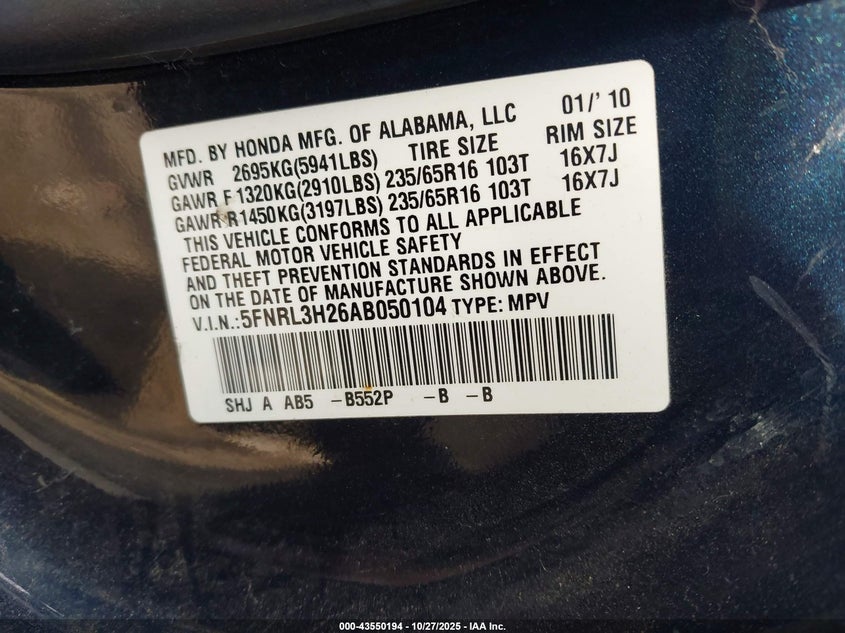 MFD. BY HONDA MFG. OF ALABAMA, LLC 01/' 10
GVWR 2695KG(5941LBS) TIRE SIZE RIM SIZE
GAWR F 1320KG(2910LBS) 235/65R16 103T 16X7J
GAWR R1450KG(3197LBS) 235/65R16 103T 16X7J
THIS VEHICLE CONFORMS TO ALL APPLICABLE
FEDERAL MOTOR VEHICLE SAFETY
AND THEFT PREVENTION STANDARDS IN EFFECT
ON THE DATE OF MANUFACTURE SHOWN ABOVE.
V.I.N.:5FNRL3H26AB050104 TYPE: MPV
SHJ A AB5 -B552P -B -B
000-43550194 - 10/27/2025 - IAA Inc.